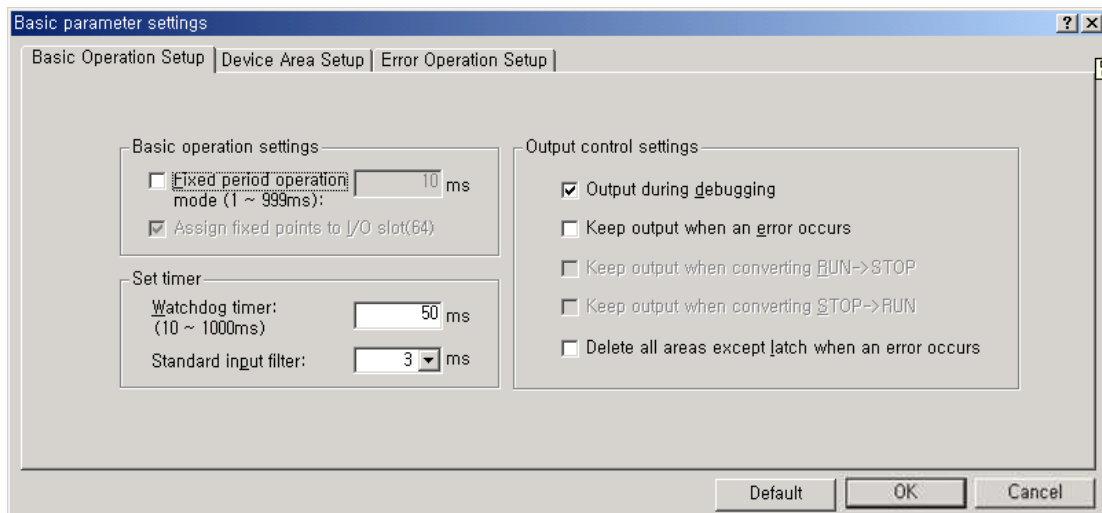 Basic parameter settings
Basic Operation Setup
Device Area Setup
Error Operation Setup
Basic operation settings
Fixed period operation
mode (1 ~ 999ms):
10 ms
Assign fixed points to I/O slot(64)
Set timer
Watchdog timer:
(10 ~ 1000ms)
50 ms
Standard input filter:
3 ms
Output control settings
Output during debugging
Keep output when an error occurs
Keep output when converting RUN->STOP
Keep output when converting STOP->RUN
Delete all areas except latch when an error occurs
Default
OK
Cancel